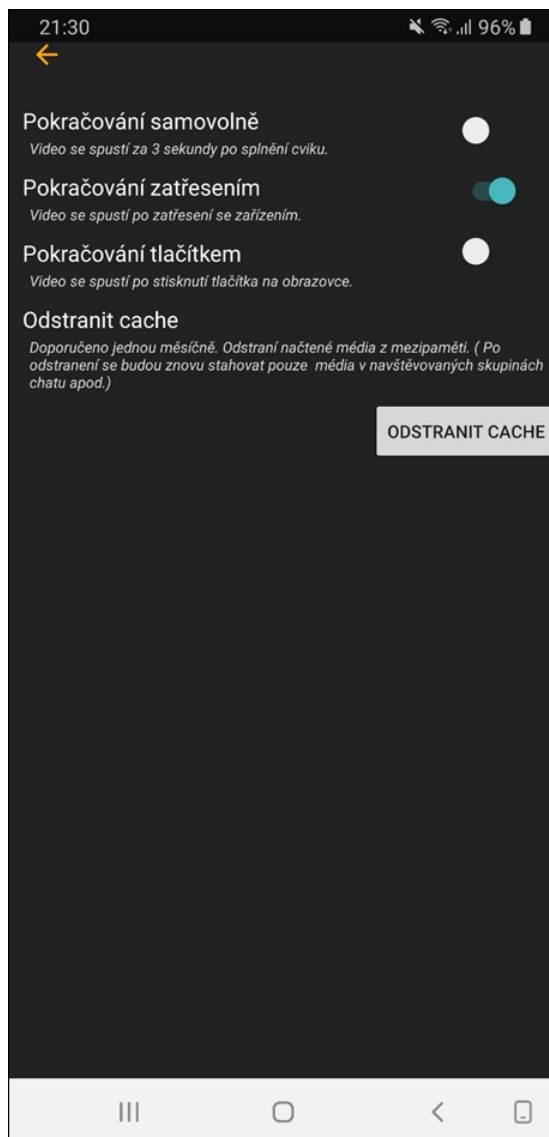 21:30 96%
Pokračování samovolně
Video se spustí za 3 sekundy po splnění cviku.
Pokračování zatřesením
Video se spustí po zatřesení se zařízením.
Pokračování tlačítkem
Video se spustí po stisknutí tlačítka na obrazovce.
Odstranit cache
Doporučeno jednou měsíčně. Odstraní načtené média z mezipaměti. ( Po
odstranení se budou znovu stahovat pouze  média v navštěvovaných skupinách
chatu apod.)
ODSTRANIT CACHE